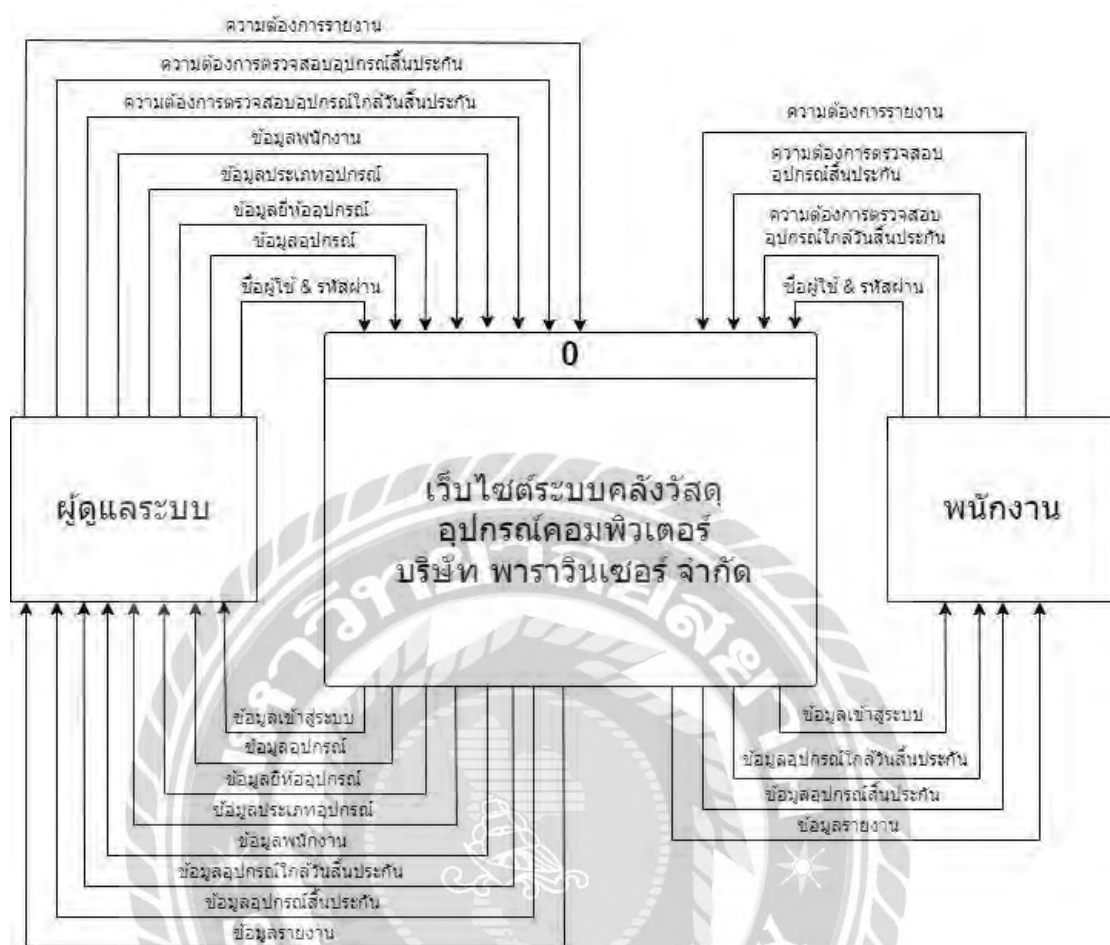 ความต้องการรายงาน
ความต้องการตรวจสอบอุปกรณ์สิ้นประกัน
ความต้องการตรวจสอบอุปกรณ์ใกล้วันสิ้นประกัน
ข้อมูลพนักงาน
ข้อมูลประเภทอุปกรณ์
ข้อมูลยี่ห้ออุปกรณ์
ข้อมูลอุปกรณ์
ชื่อผู้ใช้ & รหัสผ่าน
ความต้องการรายงาน
ความต้องการตรวจสอบ
อุปกรณ์สิ้นประกัน
ความต้องการตรวจสอบ
อุปกรณ์ใกล้วันสิ้นประกัน
ชื่อผู้ใช้ & รหัสผ่าน
0
ผู้ดูแลระบบ
เว็บไซต์ระบบคลังวัสดุ
อุปกรณ์คอมพิวเตอร์
บริษัท พาราวินเซอร์ จำกัด
พนักงาน
ข้อมูลเข้าสู่ระบบ
ข้อมูลอุปกรณ์
ข้อมูลยี่ห้ออุปกรณ์
ข้อมูลประเภทอุปกรณ์
ข้อมูลพนักงาน
ข้อมูลอุปกรณ์ใกล้วันสิ้นประกัน
ข้อมูลอุปกรณ์สิ้นประกัน
ข้อมูลรายงาน
ข้อมูลเข้าสู่ระบบ
ข้อมูลอุปกรณ์ใกล้วันสิ้นประกัน
ข้อมูลอุปกรณ์สิ้นประกัน
ข้อมูลรายงาน